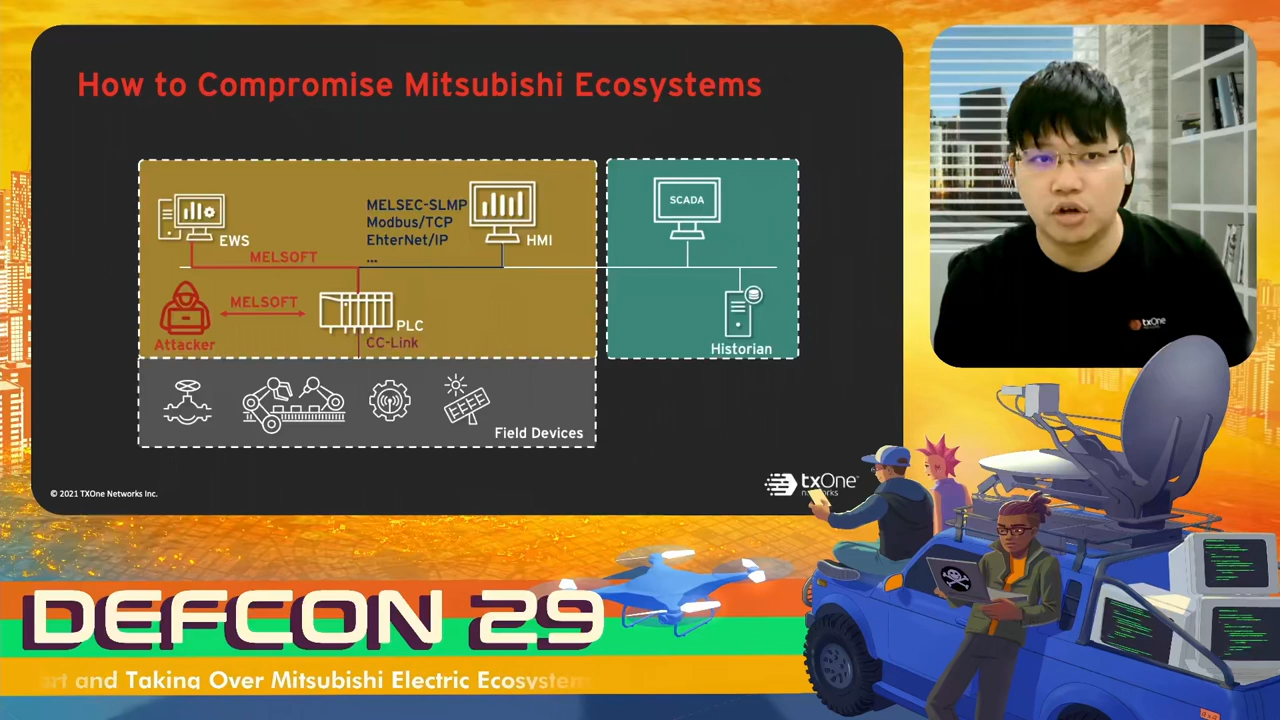 How to Compromise Mitsubishi Ecosystems
EWS
MELSOFT
MELSEC-SLMP
Modbus/TCP
EhterNet/IP
...
HMI
SCADA
Attacker
MELSOFT
PLC
CC-Link
Historian
Field Devices
© 2021 TXOne Networks Inc.
txOne
txOne
DEFCON 29
and Taking Over Mitsubishi Electric Ecosystem